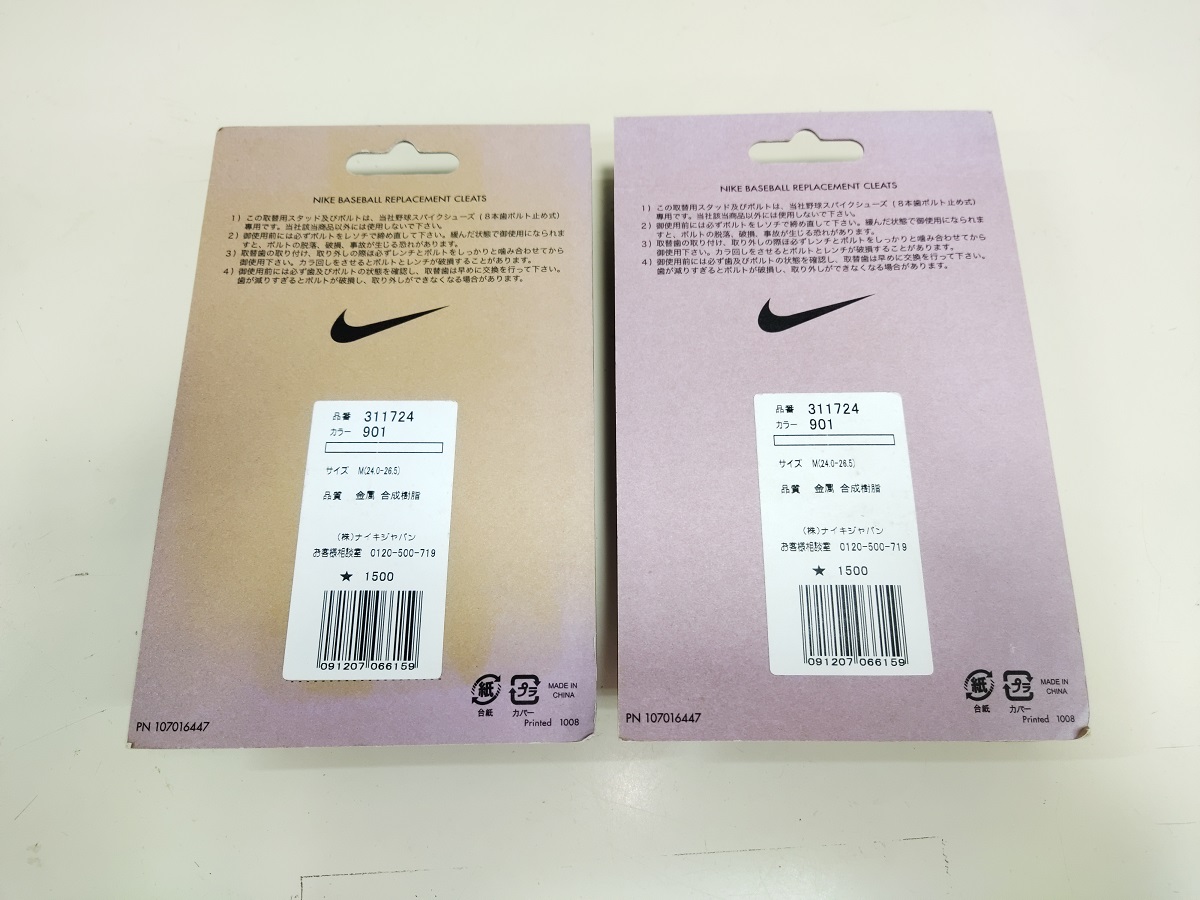 NIKE BASEBALL REPLACEMENT CLEATS
1) この取替用スタッド及びボルトは、当社野球スパイクシューズ (8本歯ボルト止め式)
専用です。当社該当商品以外には使用しないで下さい。
2) 御使用前には必ずボルトをレンチで締め直して下さい。緩んだ状態で御使用になられま
すと、ボルトの脱落、破損、事故が生じる恐れがあります。
3) 取替歯の取り付け、取り外しの際は必ずレンチとボルトをしっかりと噛み合わせてから
御使用下さい。カラ回しをさせるとボルトとレンチが破損することがあります。
4) 御使用前には必ず歯及びボルトの状態を確認し、取替歯は早めに交換を行って下さい。
歯が減りすぎるとボルトが破損し、取り外しができなくなる場合があります。
品番 311724
カラー 901
サイズ M(24.0-26.5)
品質 金属 合成樹脂
(株)ナイキジャパン
お客様相談室 0120-500-719
★ 1500
091207 066159
紙
台紙
プラ
カバー
MADE IN
CHINA
PN 107016447
Printed 1008
NIKE BASEBALL REPLACEMENT CLEATS
1) この取替用スタッド及びボルトは、当社野球スパイクシューズ (8本歯ボルト止め式)
専用です。当社該当商品以外には使用しないで下さい。
2) 御使用前には必ずボルトをレンチで締め直して下さい。緩んだ状態で御使用になられま
すと、ボルトの脱落、破損、事故が生じる恐れがあります。
3) 取替歯の取り付け、取り外しの際は必ずレンチとボルトをしっかりと噛み合わせてから
御使用下さい。カラ回しをさせるとボルトとレンチが破損することがあります。
4) 御使用前には必ず歯及びボルトの状態を確認し、取替歯は早めに交換を行って下さい。
歯が減りすぎるとボルトが破損し、取り外しができなくなる場合があります。
品番 311724
カラー 901
サイズ M(24.0-26.5)
品質 金属 合成樹脂
(株)ナイキジャパン
お客様相談室 0120-500-719
★ 1500
091207 066159
紙
台紙
プラ
カバー
MADE IN
CHINA
PN 107016447
Printed 1008